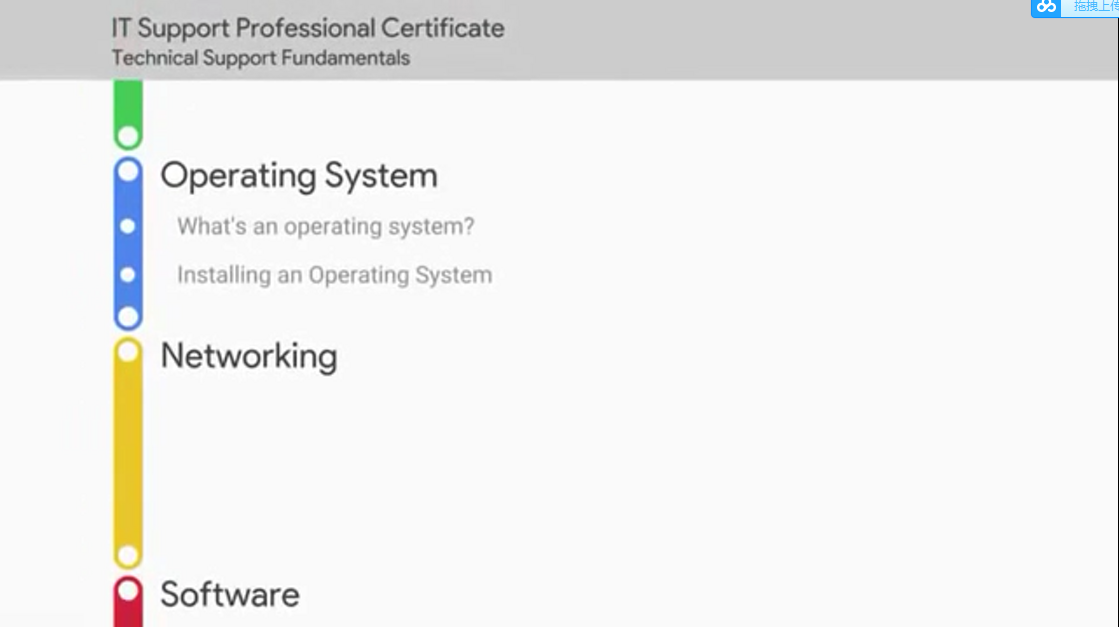 IT Support Professional Certificate
拖拽上传
Technical Support Fundamentals
Operating System
What's an operating system?
Installing an Operating System
Networking
Software